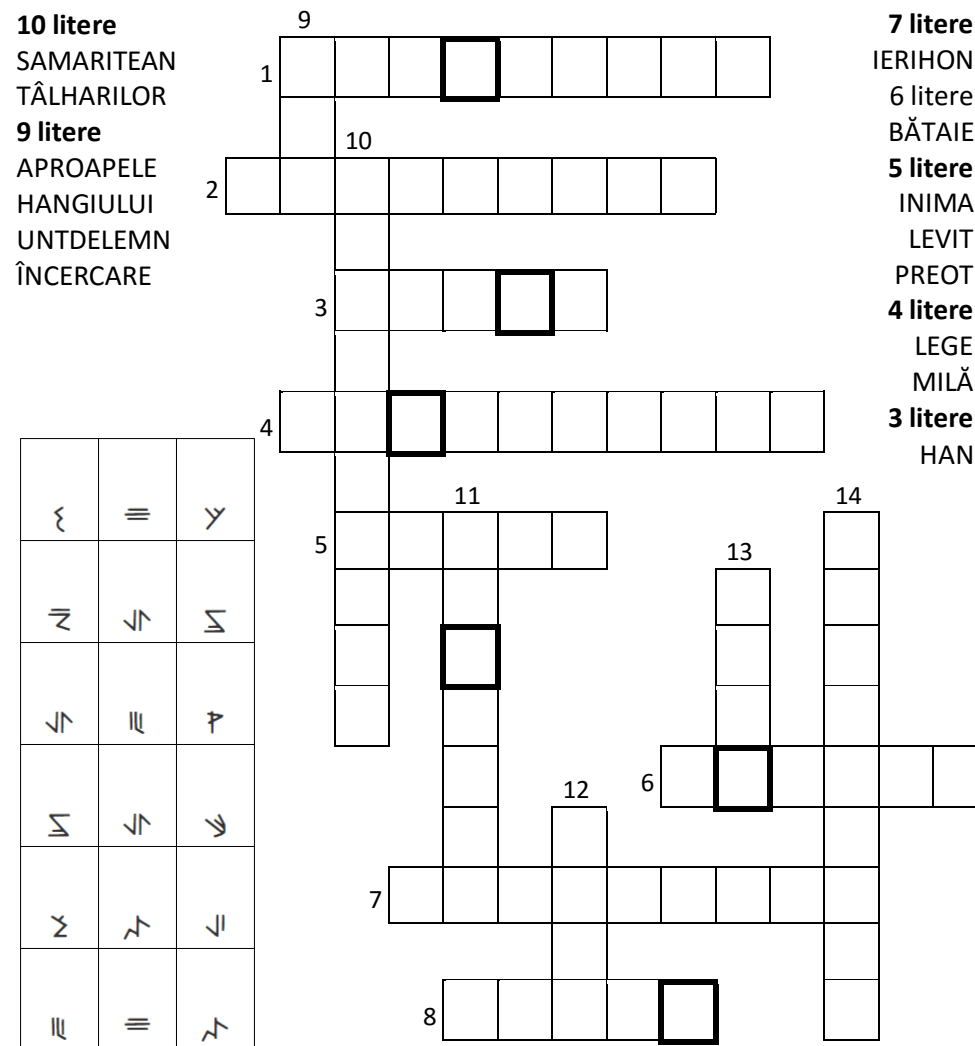 10 litere
SAMARITEAN
TÂLHARILOR
9 litere
APROAPELE
HANGIULUI
UNTDELEMN
ÎNCERCARE
7 litere
IERIHON
6 litere
BĂTAIE
5 litere
INIMA
LEVIT
PREOT
4 litere
LEGE
MILĂ
3 litere
HAN
9
1
10
2
3
4
11
14
5
13
6
12
7
8